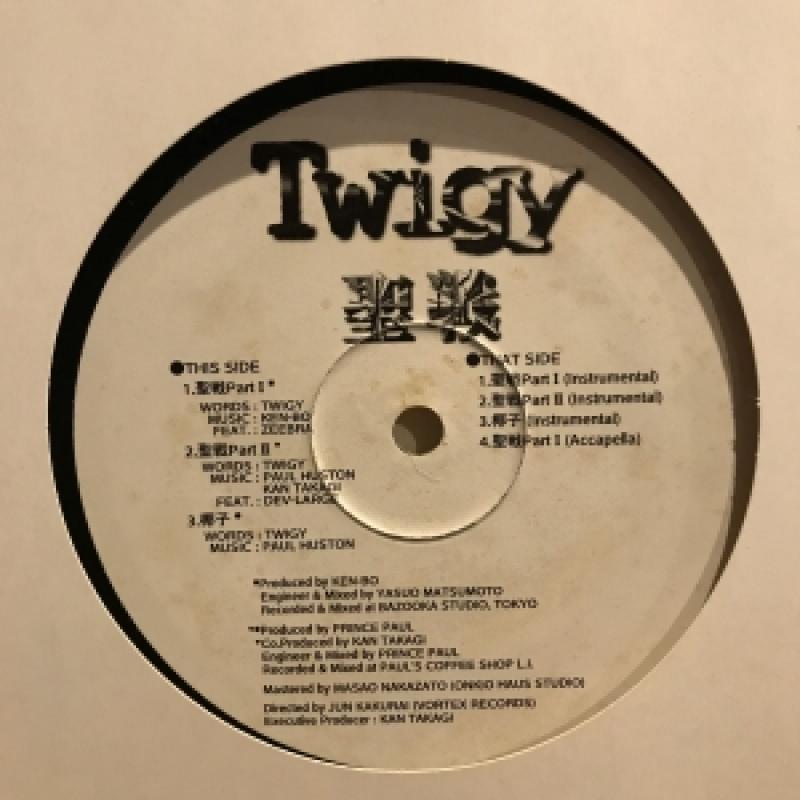 Twigy
聖戦
●THIS SIDE
1.聖戦Part I *
WORDS : TWIGY
MUSIC : KEN-BO
FEAT. : ZEEBRA
2.聖戦Part II *
WORDS : TWIGY
MUSIC : PAUL HUSTON
KAN TAKAGI
FEAT. : DEV-LARGE
3.椰子 *
WORDS : TWIGY
MUSIC : PAUL HUSTON
●THAT SIDE
1.聖戦Part I (Instrumental)
2.聖戦Part II (Instrumental)
3.椰子 (Instrumental)
4.聖戦Part I (Accapella)
*Produced by KEN-BO
Engineer & Mixed by YASUO MATSUMOTO
Recorded & Mixed at BAZOOKA STUDIO, TOKYO
**Produced by PRINCE PAUL
*Co.Produced by KAN TAKAGI
Engineer & Mixed by PRINCE PAUL
Recorded & Mixed at PAUL'S COFFEE SHOP L.I.
Mastered by MASAO NAKAZATO (ONKIO HAUS STUDIO)
Directed by JUN KAKURAI (VORTEX RECORDS)
Executive Producer : KAN TAKAGI